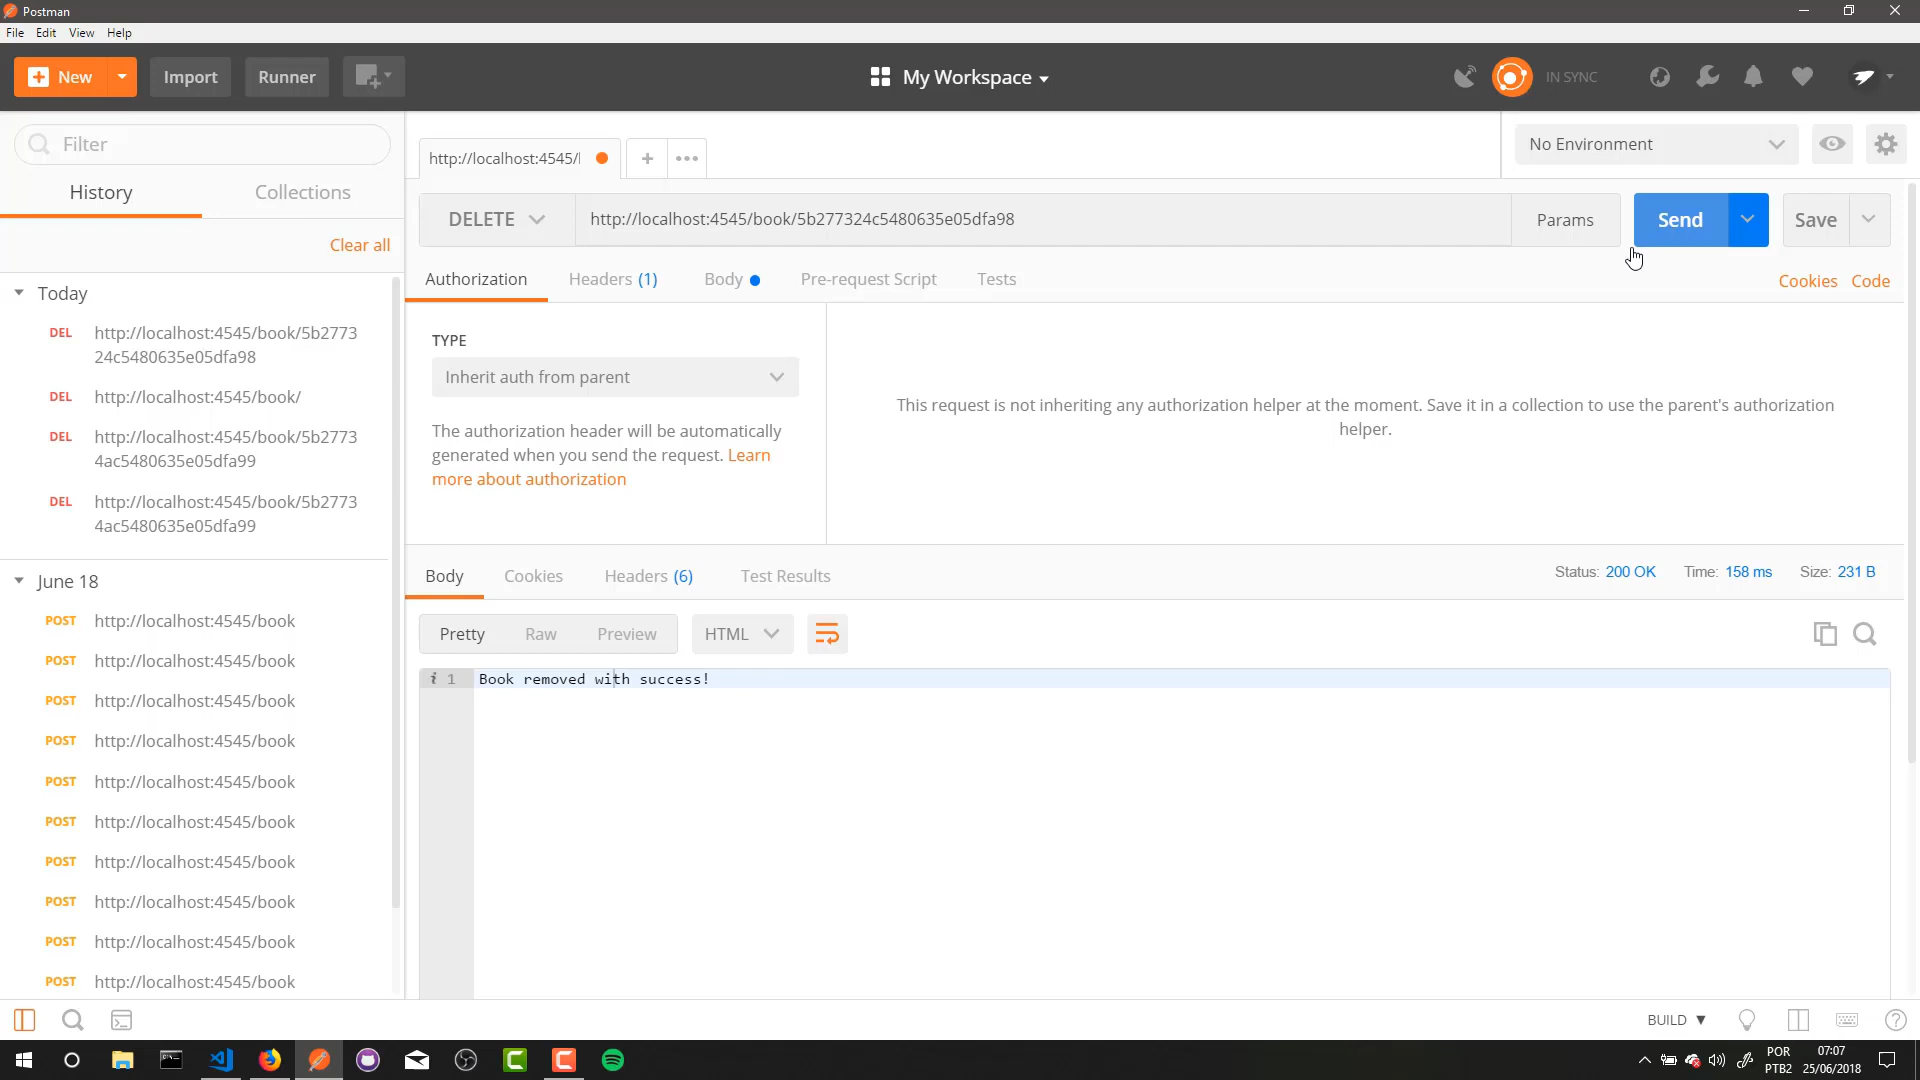 Postman
File Edit View Help
New Import Runner My Workspace IN SYNC
Filter
History Collections
Clear all
Today
DEL http://localhost:4545/book/5b2773
24c5480635e05dfa98
DEL http://localhost:4545/book/
DEL http://localhost:4545/book/5b2773
4ac5480635e05dfa99
DEL http://localhost:4545/book/5b2773
4ac5480635e05dfa99
June 18
POST http://localhost:4545/book
POST http://localhost:4545/book
POST http://localhost:4545/book
POST http://localhost:4545/book
POST http://localhost:4545/book
POST http://localhost:4545/book
POST http://localhost:4545/book
POST http://localhost:4545/book
POST http://localhost:4545/book
POST http://localhost:4545/book
http://localhost:4545/
No Environment
DELETE http://localhost:4545/book/5b277324c5480635e05dfa98 Params Send Save
Authorization Headers (1) Body Pre-request Script Tests Cookies Code
TYPE
Inherit auth from parent
The authorization header will be automatically
generated when you send the request. Learn
more about authorization
This request is not inheriting any authorization helper at the moment. Save it in a collection to use the parent's authorization
helper.
Body Cookies Headers (6) Test Results Status: 200 OK Time: 158 ms Size: 231 B
Pretty Raw Preview HTML
i 1 Book removed with success!
BUILD
POR
PTB2
07:07
25/06/2018